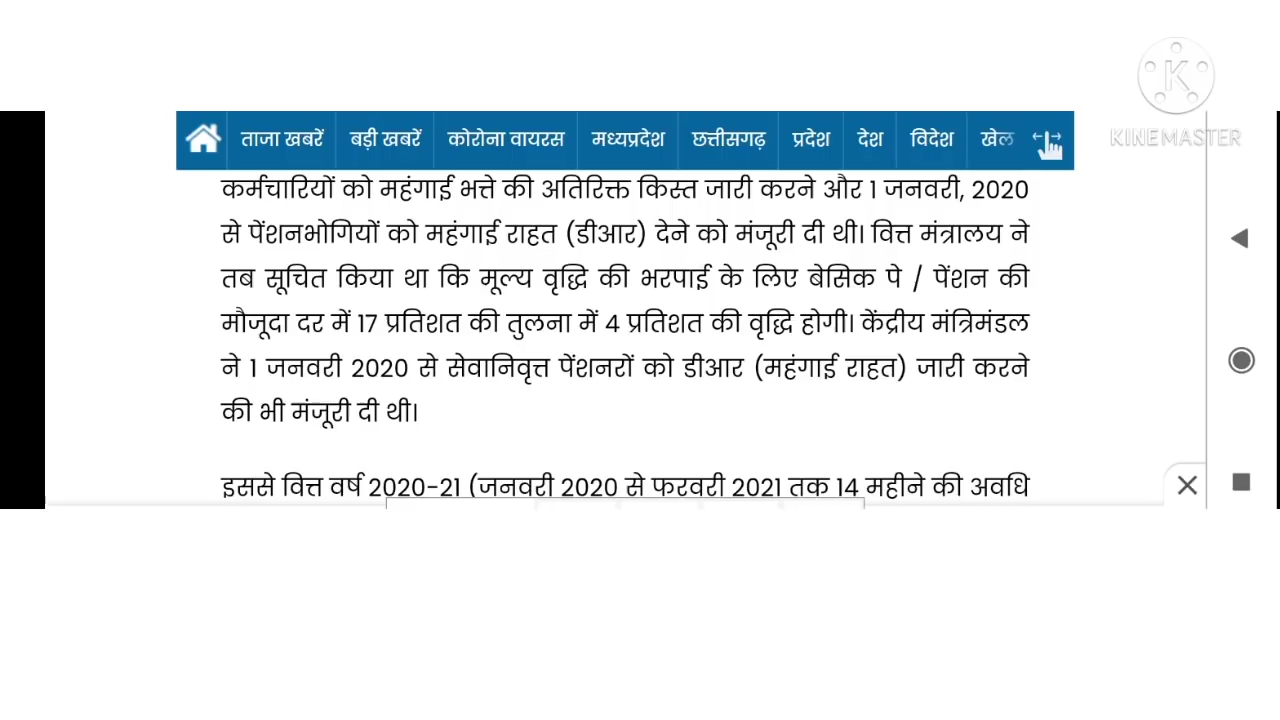 ताजा खबरें बड़ी खबरें कोरोना वायरस मध्यप्रदेश छत्तीसगढ़ प्रदेश देश विदेश खेल
KINEMASTER
कर्मचारियों को महंगाई भत्ते की अतिरिक्त किस्त जारी करने और 1 जनवरी, 2020
से पेंशनभोगियों को महंगाई राहत (डीआर) देने को मंजूरी दी थी। वित्त मंत्रालय ने
तब सूचित किया था कि मूल्य वृद्धि की भरपाई के लिए बेसिक पे / पेंशन की
मौजूदा दर में 17 प्रतिशत की तुलना में 4 प्रतिशत की वृद्धि होगी। केंद्रीय मंत्रिमंडल
ने 1 जनवरी 2020 से सेवानिवृत्त पेंशनरों को डीआर (महंगाई राहत) जारी करने
की भी मंजूरी दी थी।
इससे वित्त वर्ष 2020-21 (जनवरी 2020 से फरवरी 2021 तक 14 महीने की अवधि